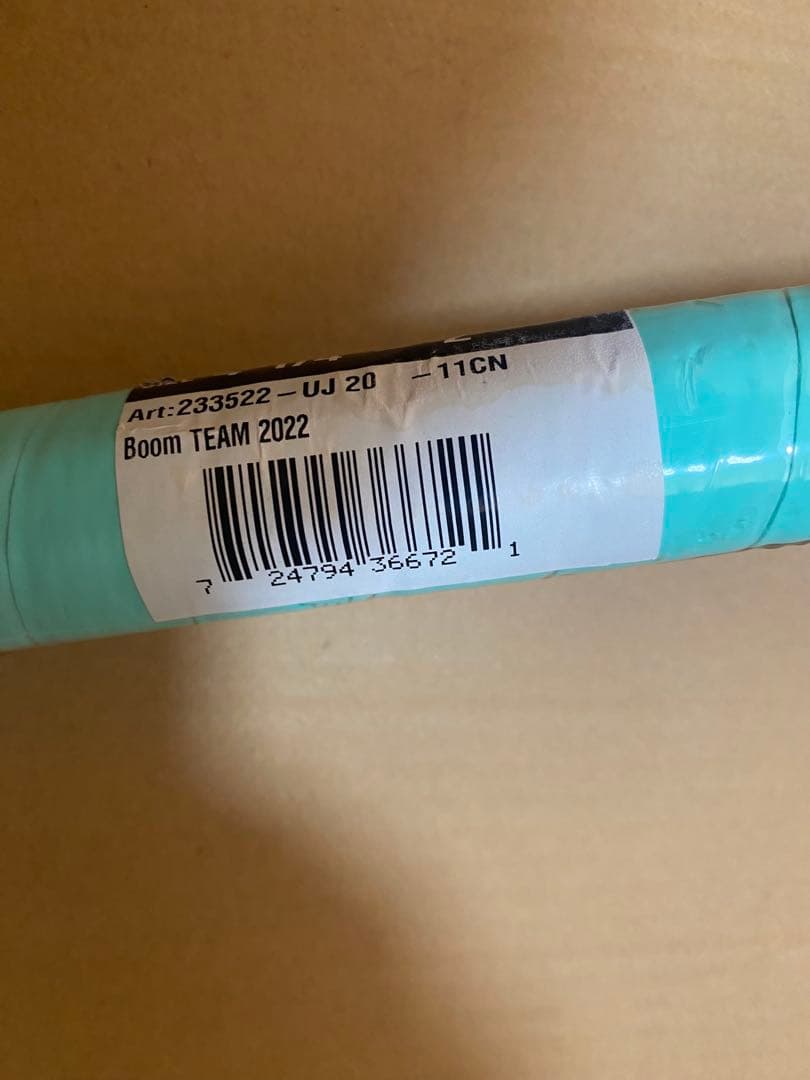 Art:233522 – UJ 20 – 11CN
Boom TEAM 2022
7 24794 36672 1